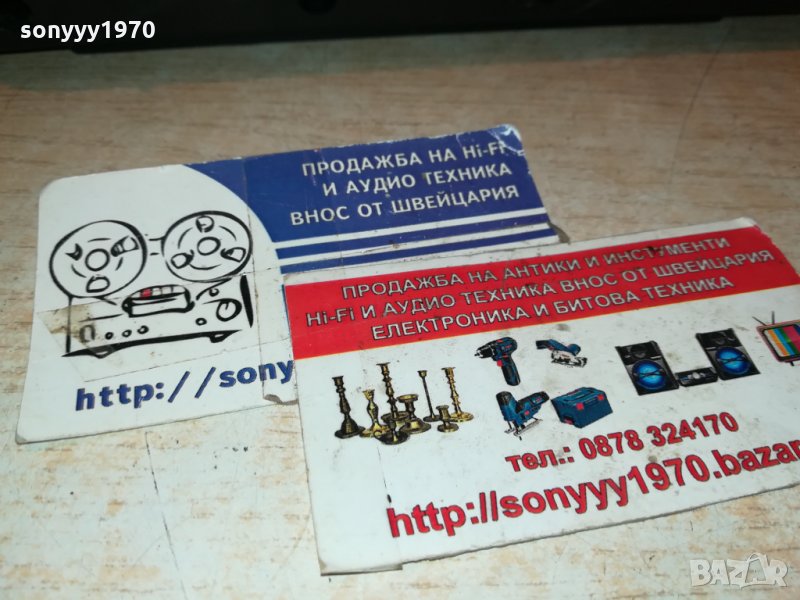 sonyyy1970
ПРОДАЖБА НА Hi-Fi
И АУДИО ТЕХНИКА
ВНОС ОТ ШВЕЙЦАРИЯ
http://sony
ПРОДАЖБА НА АНТИКИ И ИНСТУМЕНТИ
Hi-Fi И АУДИО ТЕХНИКА ВНОС ОТ ШВЕЙЦАРИЯ
ЕЛЕКТРОНИКА И БИТОВА ТЕХНИКА
тел.: 0878 324170
http://sonyyy1970.bazar
BAZAR